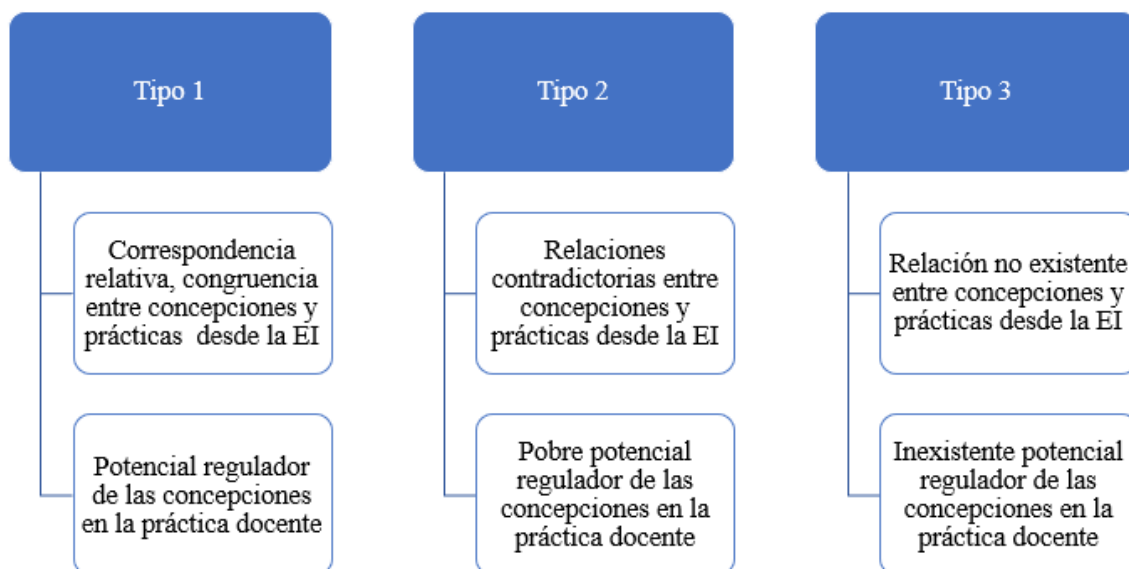 Tipo 1
Correspondencia
relativa, congruencia
entre concepciones y
prácticas desde la EI
Potencial regulador
de las concepciones
en la práctica docente
Tipo 2
Relaciones
contradictorias entre
concepciones y
prácticas desde la EI
Pobre potencial
regulador de las
concepciones en la
práctica docente
Tipo 3
Relación no existente
entre concepciones y
prácticas desde la EI
Inexistente potencial
regulador de las
concepciones en la
práctica docente